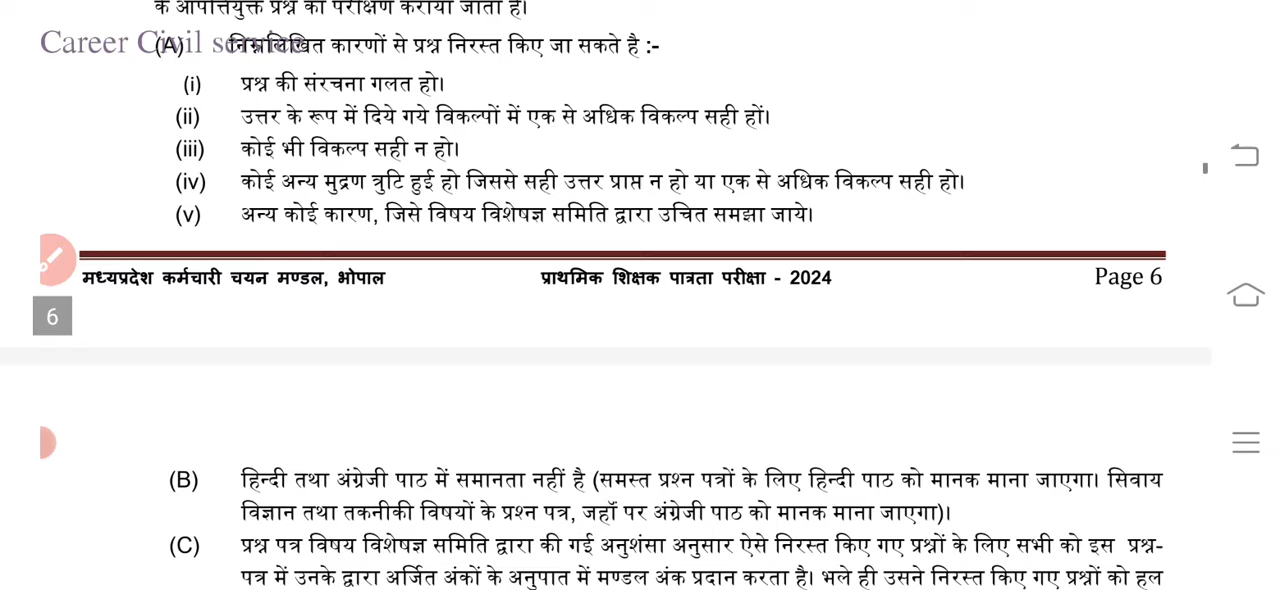 के आपत्तियुक्त प्रश्न का परीक्षण कराया जाता है।
Career Civil service
(A) निम्नलिखित कारणों से प्रश्न निरस्त किए जा सकते है :-
(i) प्रश्न की संरचना गलत हो।
(ii) उत्तर के रूप में दिये गये विकल्पों में एक से अधिक विकल्प सही हों।
(iii) कोई भी विकल्प सही न हो।
(iv) कोई अन्य मुद्रण त्रुटि हुई हो जिससे सही उत्तर प्राप्त न हो या एक से अधिक विकल्प सही हो।
(v) अन्य कोई कारण, जिसे विषय विशेषज्ञ समिति द्वारा उचित समझा जाये।
मध्यप्रदेश कर्मचारी चयन मण्डल, भोपाल प्राथमिक शिक्षक पात्रता परीक्षा - 2024 Page 6
6
(B) हिन्दी तथा अंग्रेजी पाठ में समानता नहीं है (समस्त प्रश्न पत्रों के लिए हिन्दी पाठ को मानक माना जाएगा। सिवाय
विज्ञान तथा तकनीकी विषयों के प्रश्न पत्र, जहॉं पर अंग्रेजी पाठ को मानक माना जाएगा)।
(C) प्रश्न पत्र विषय विशेषज्ञ समिति द्वारा की गई अनुशंसा अनुसार ऐसे निरस्त किए गए प्रश्नों के लिए सभी को इस प्रश्न-
पत्र में उनके द्वारा अर्जित अंकों के अनुपात में मण्डल अंक प्रदान करता है। भले ही उसने निरस्त किए गए प्रश्नों को हल